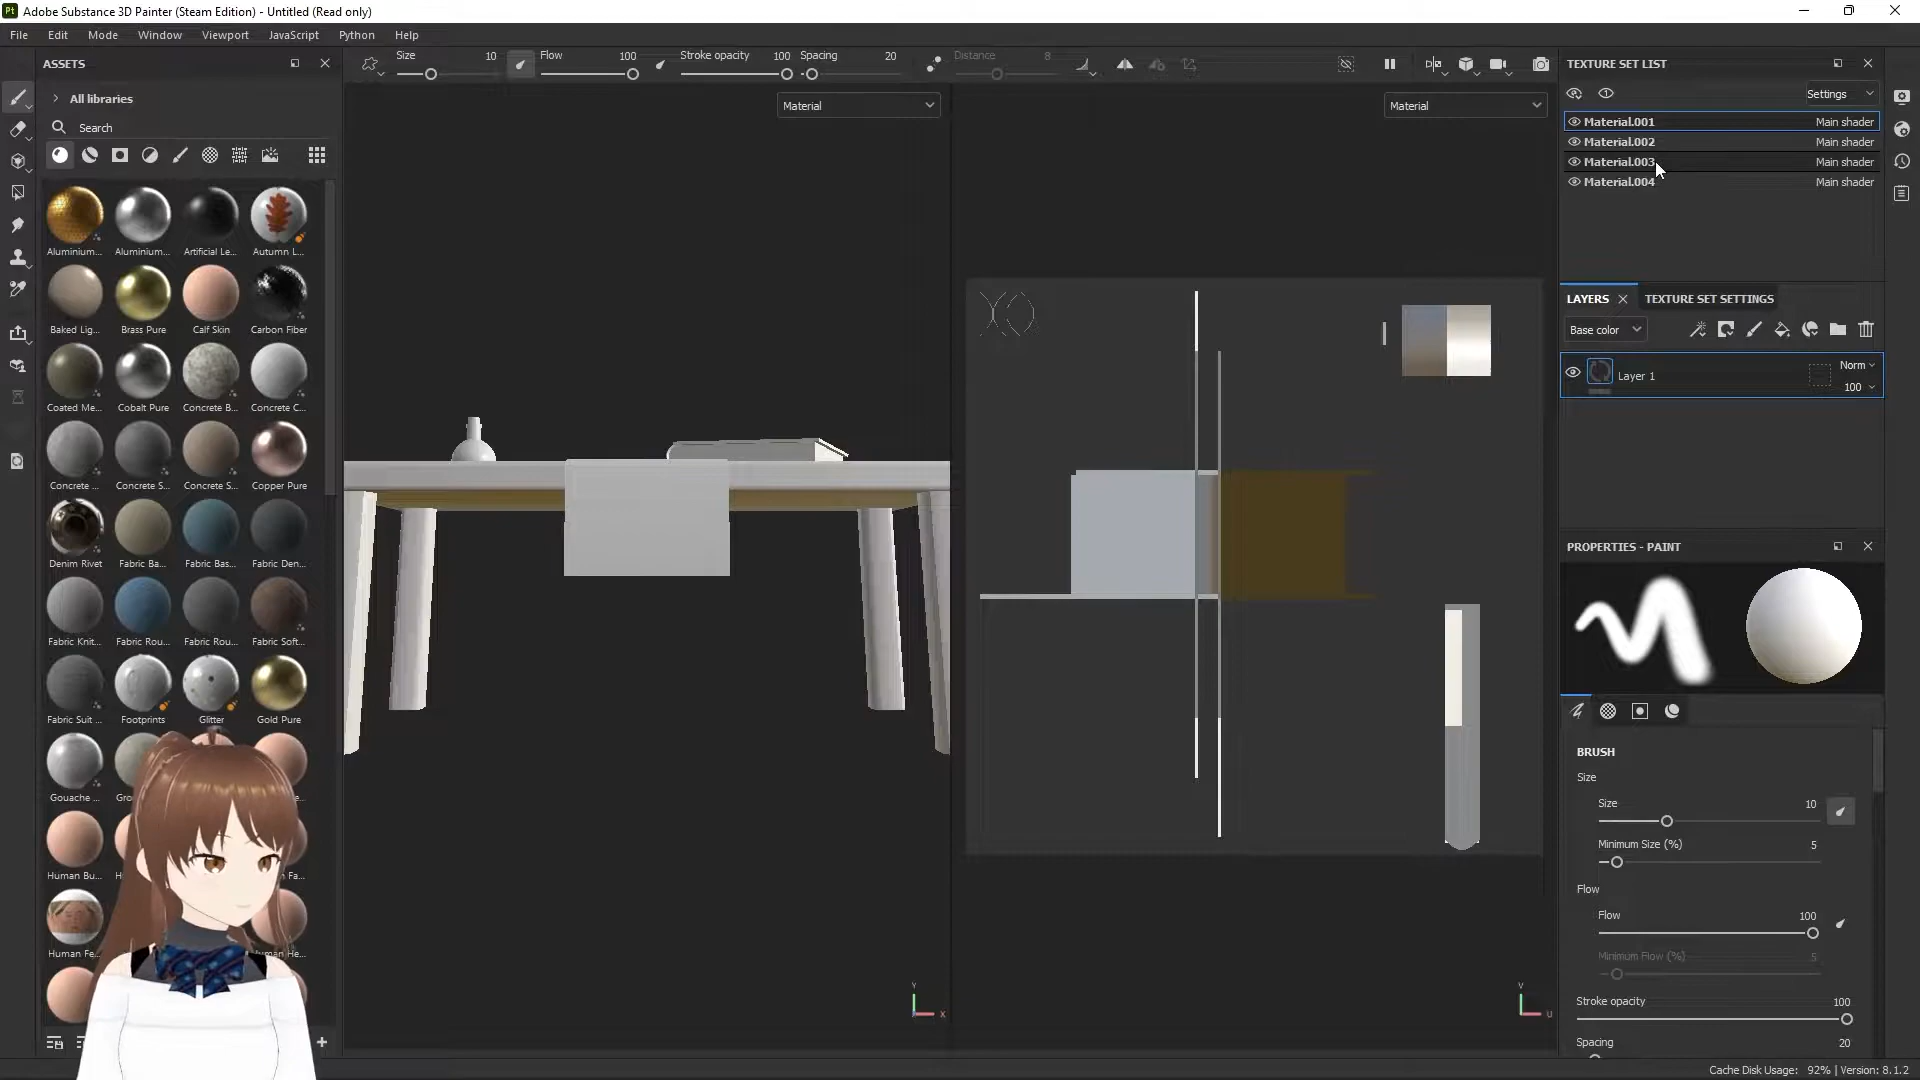 Pt Adobe Substance 3D Painter (Steam Edition) - Untitled (Read only)
File Edit Mode Window Viewport JavaScript Python Help
ASSETS
Size 10 Flow 100 Stroke opacity 100 Spacing 20 Distance 8
All libraries
Search
Material
Material
Aluminium... Aluminium... Artificial Le... Autumn L...
Baked Lig... Brass Pure Calf Skin Carbon Fiber
Coated Me... Cobalt Pure Concrete B... Concrete C...
Concrete ... Concrete S... Concrete S... Copper Pure
Denim Rivet Fabric Ba... Fabric Bas... Fabric Den...
Fabric Knit... Fabric Rou... Fabric Rou... Fabric Soft...
Fabric Suit ... Footprints Glitter Gold Pure
Gouache ...
Human Bu...
Human Fe...
Y X
V U
TEXTURE SET LIST
Settings
Material.001 Main shader
Material.002 Main shader
Material.003 Main shader
Material.004 Main shader
LAYERS TEXTURE SET SETTINGS
Base color
Layer 1 Norm
100
PROPERTIES - PAINT
BRUSH
Size
Size 10
Minimum Size (%) 5
Flow
Flow 100
Minimum Flow (%) 5
Stroke opacity 100
Spacing 20
Cache Disk Usage: 92% | Version: 8.1.2